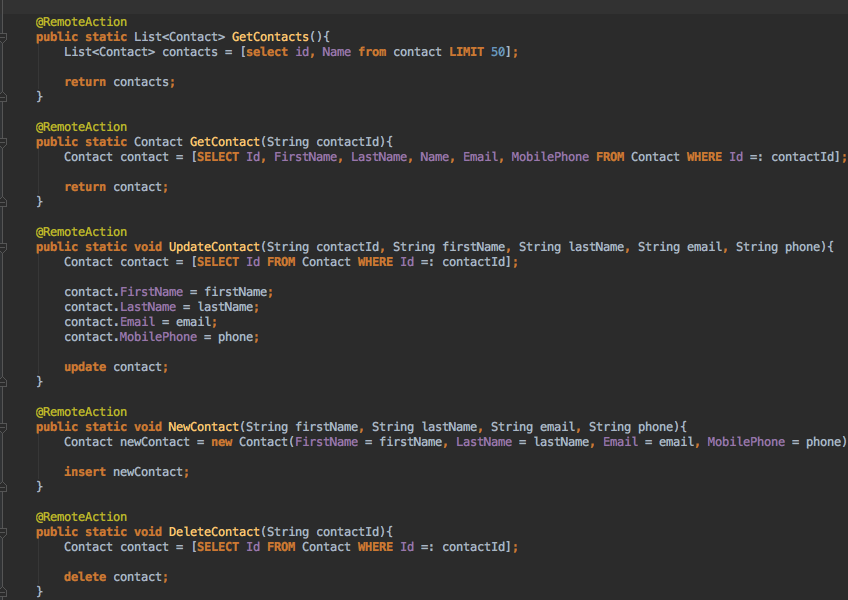 @RemoteAction
public static List<Contact> GetContacts(){
List<Contact> contacts = [select id, Name from contact LIMIT 50];
return contacts;
}
@RemoteAction
public static Contact GetContact(String contactId){
Contact contact = [SELECT Id, FirstName, LastName, Name, Email, MobilePhone FROM Contact WHERE Id =: contactId];
return contact;
}
@RemoteAction
public static void UpdateContact(String contactId, String firstName, String lastName, String email, String phone){
Contact contact = [SELECT Id FROM Contact WHERE Id =: contactId];
contact.FirstName = firstName;
contact.LastName = lastName;
contact.Email = email;
contact.MobilePhone = phone;
update contact;
}
@RemoteAction
public static void NewContact(String firstName, String lastName, String email, String phone){
Contact newContact = new Contact(FirstName = firstName, LastName = lastName, Email = email, MobilePhone = phone)
insert newContact;
}
@RemoteAction
public static void DeleteContact(String contactId){
Contact contact = [SELECT Id FROM Contact WHERE Id =: contactId];
delete contact;
}